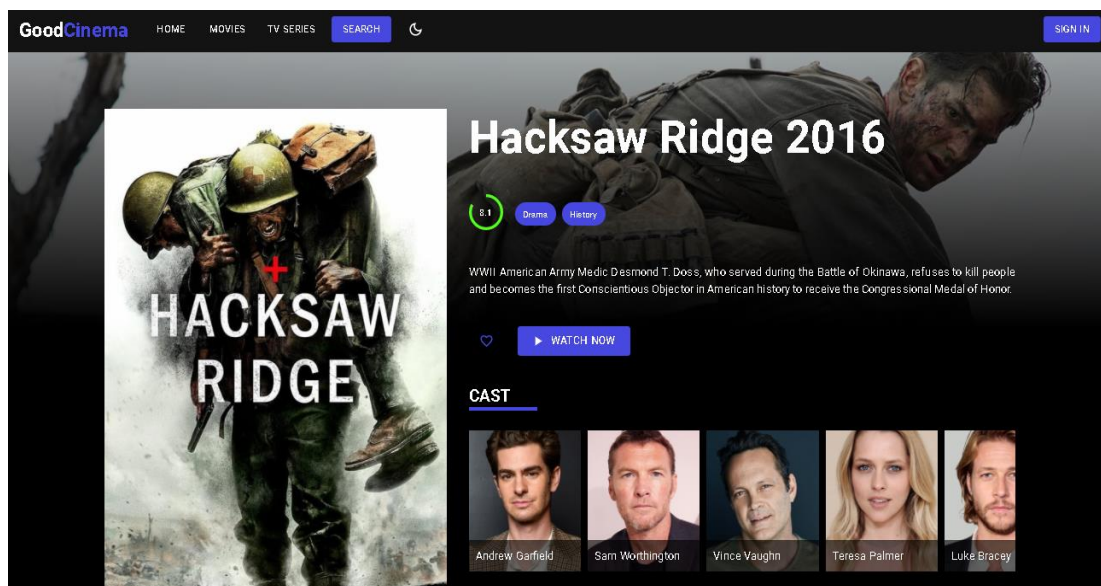 GoodCinema HOME MOVIES TV SERIES SEARCH SIGN IN
Hacksaw Ridge 2016
8.1 Drama History
WWII American Army Medic Desmond T. Doss, who served during the Battle of Okinawa, refuses to kill people
and becomes the first Conscientious Objector in American history to receive the Congressional Medal of Honor.
WATCH NOW
HACKSAW
RIDGE
CAST
Andrew Garfield Sam Worthington Vince Vaughn Teresa Palmer Luke Bracey